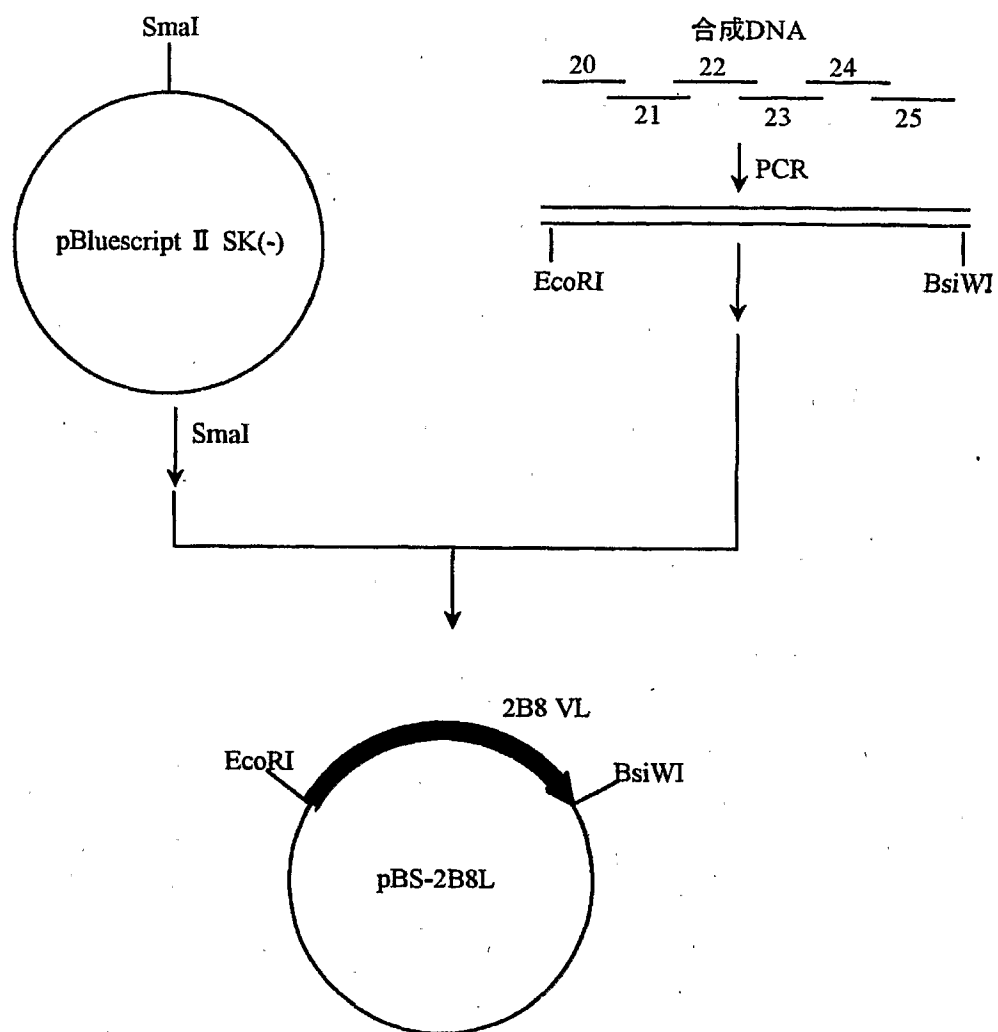 SmaI
合成DNA
20
22
24
21
23
25
PCR
pBluescript II SK(-)
EcoRI
BsiWI
SmaI
2B8 VL
EcoRI
BsiWI
pBS-2B8L